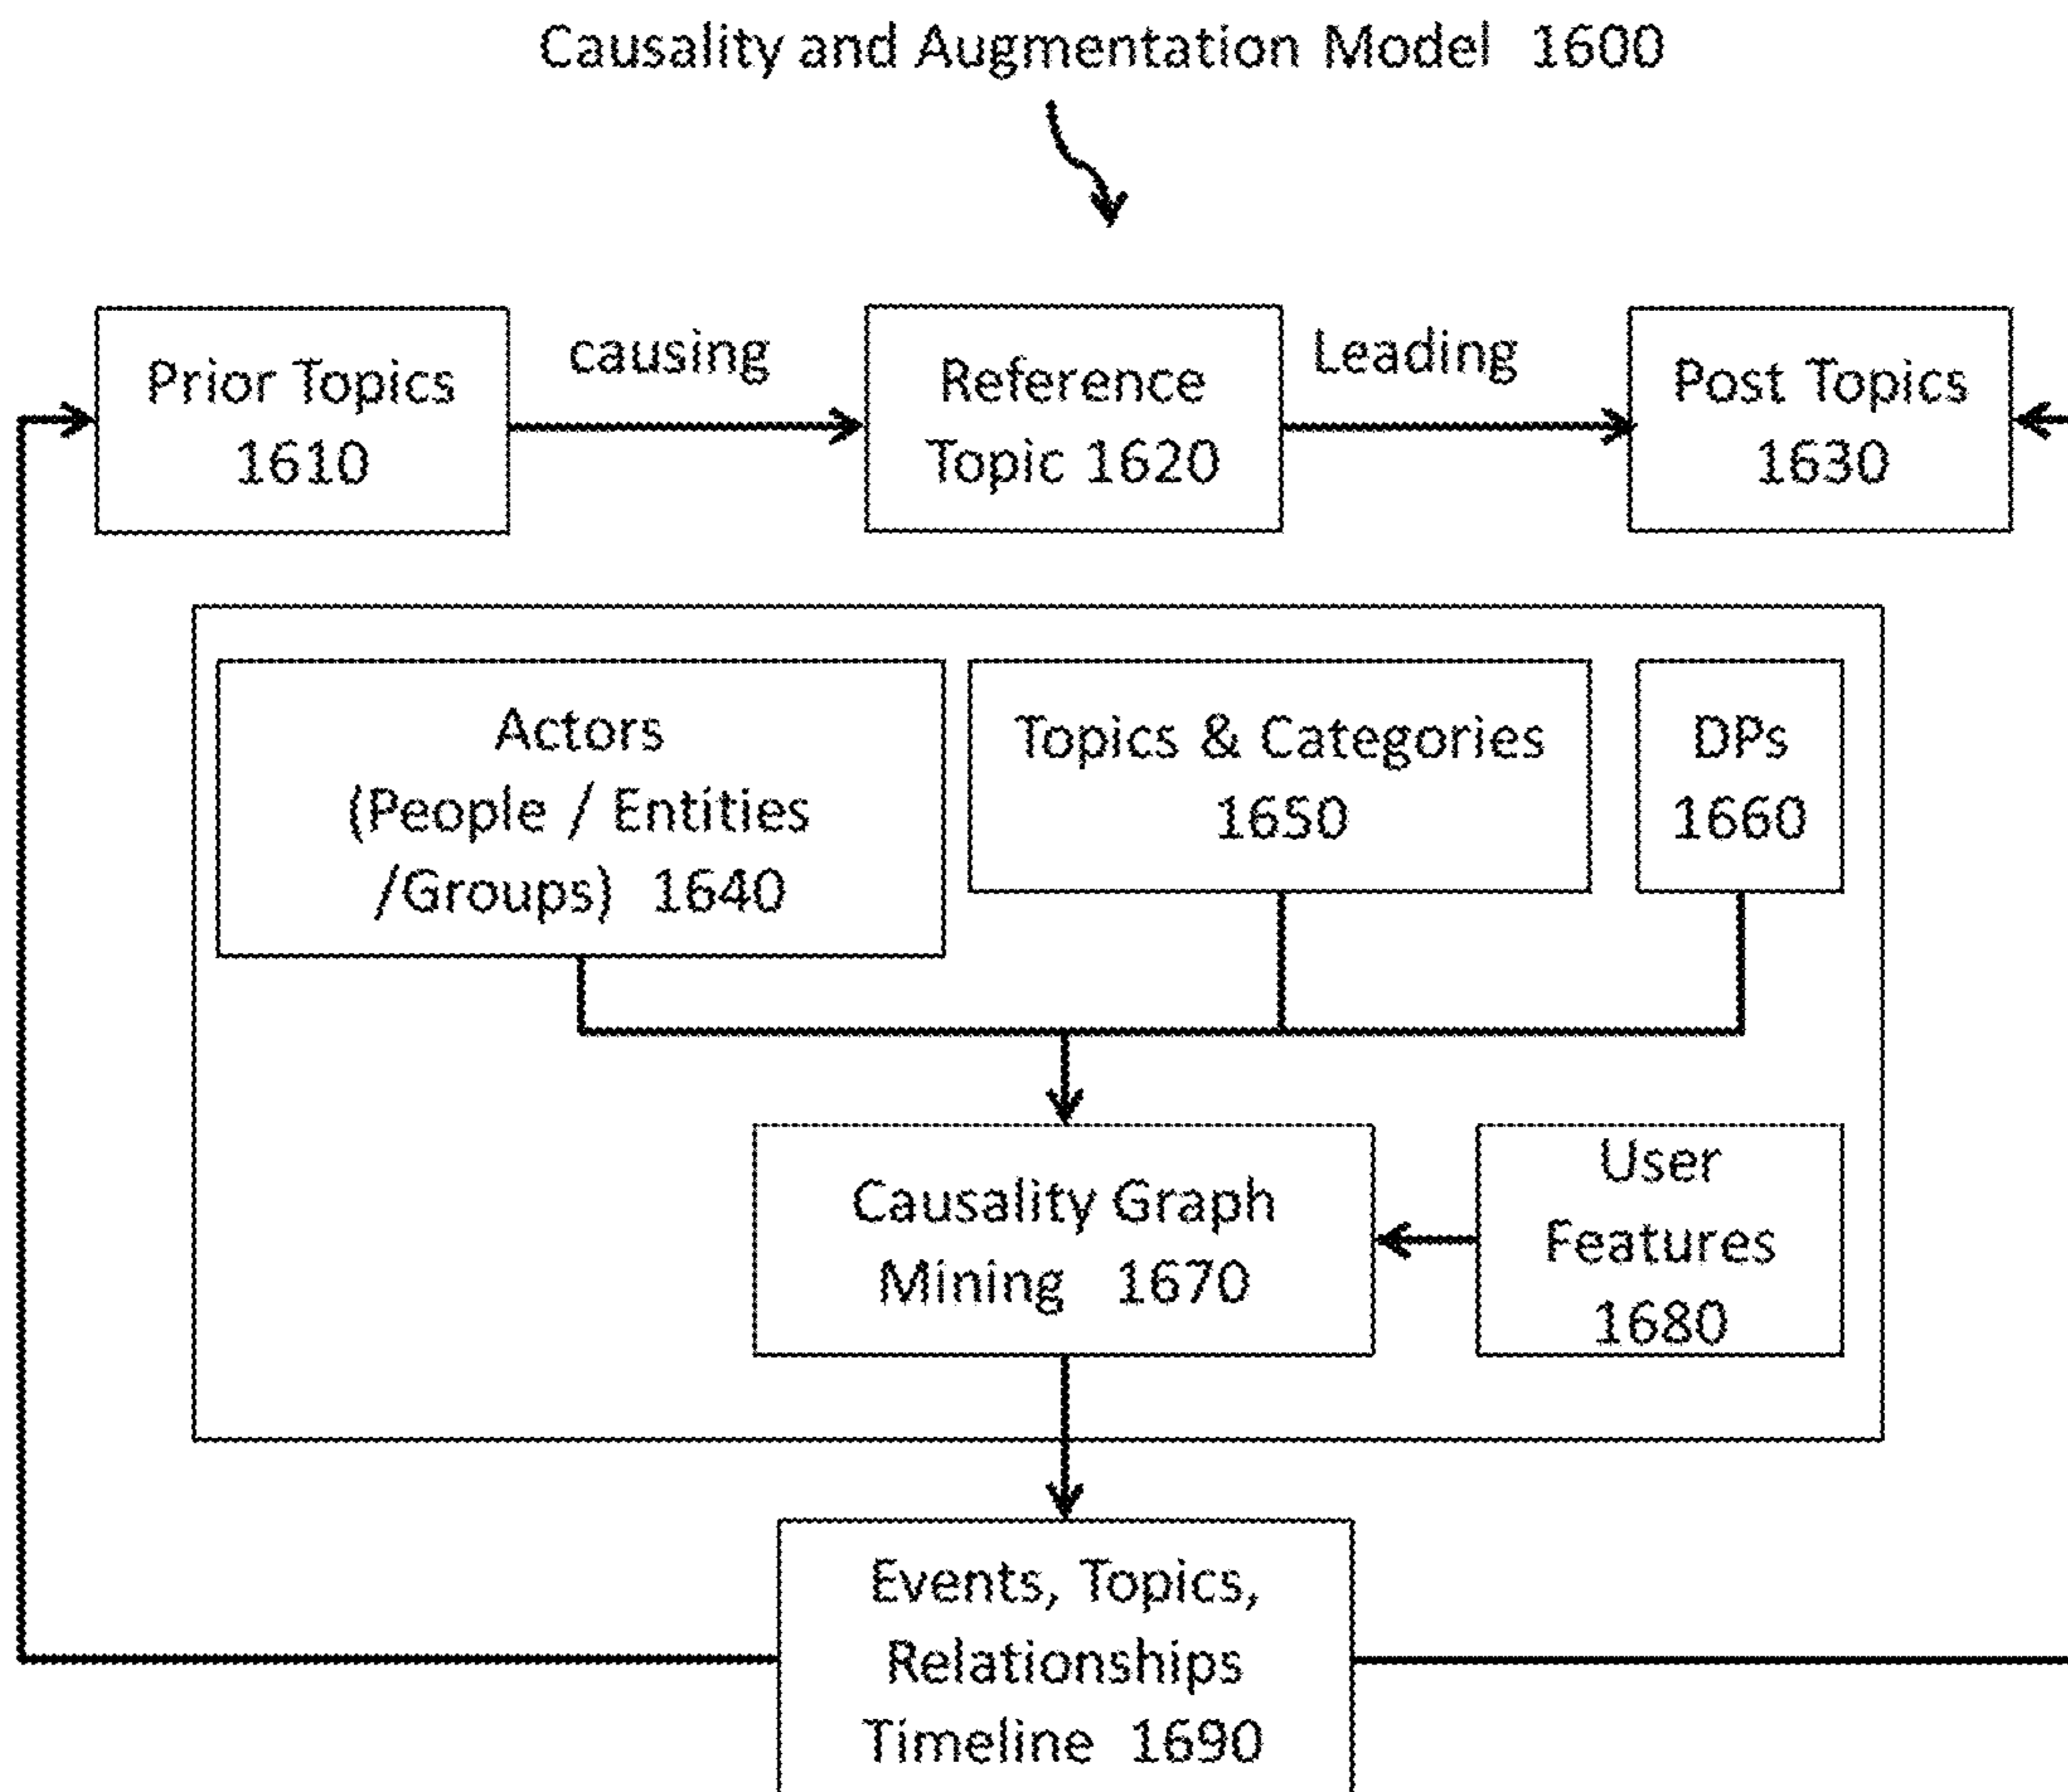 Causality and Augmentation Model 1600
Prior Topics
1610
causing
Reference
Topic 1620
Leading
Post Topics
1630
Actors
(People / Entities
/Groups) 1640
Topics & Categories
1650
DPs
1660
Causality Graph
Mining 1670
User
Features
1680
Events, Topics,
Relationships
Timeline 1690